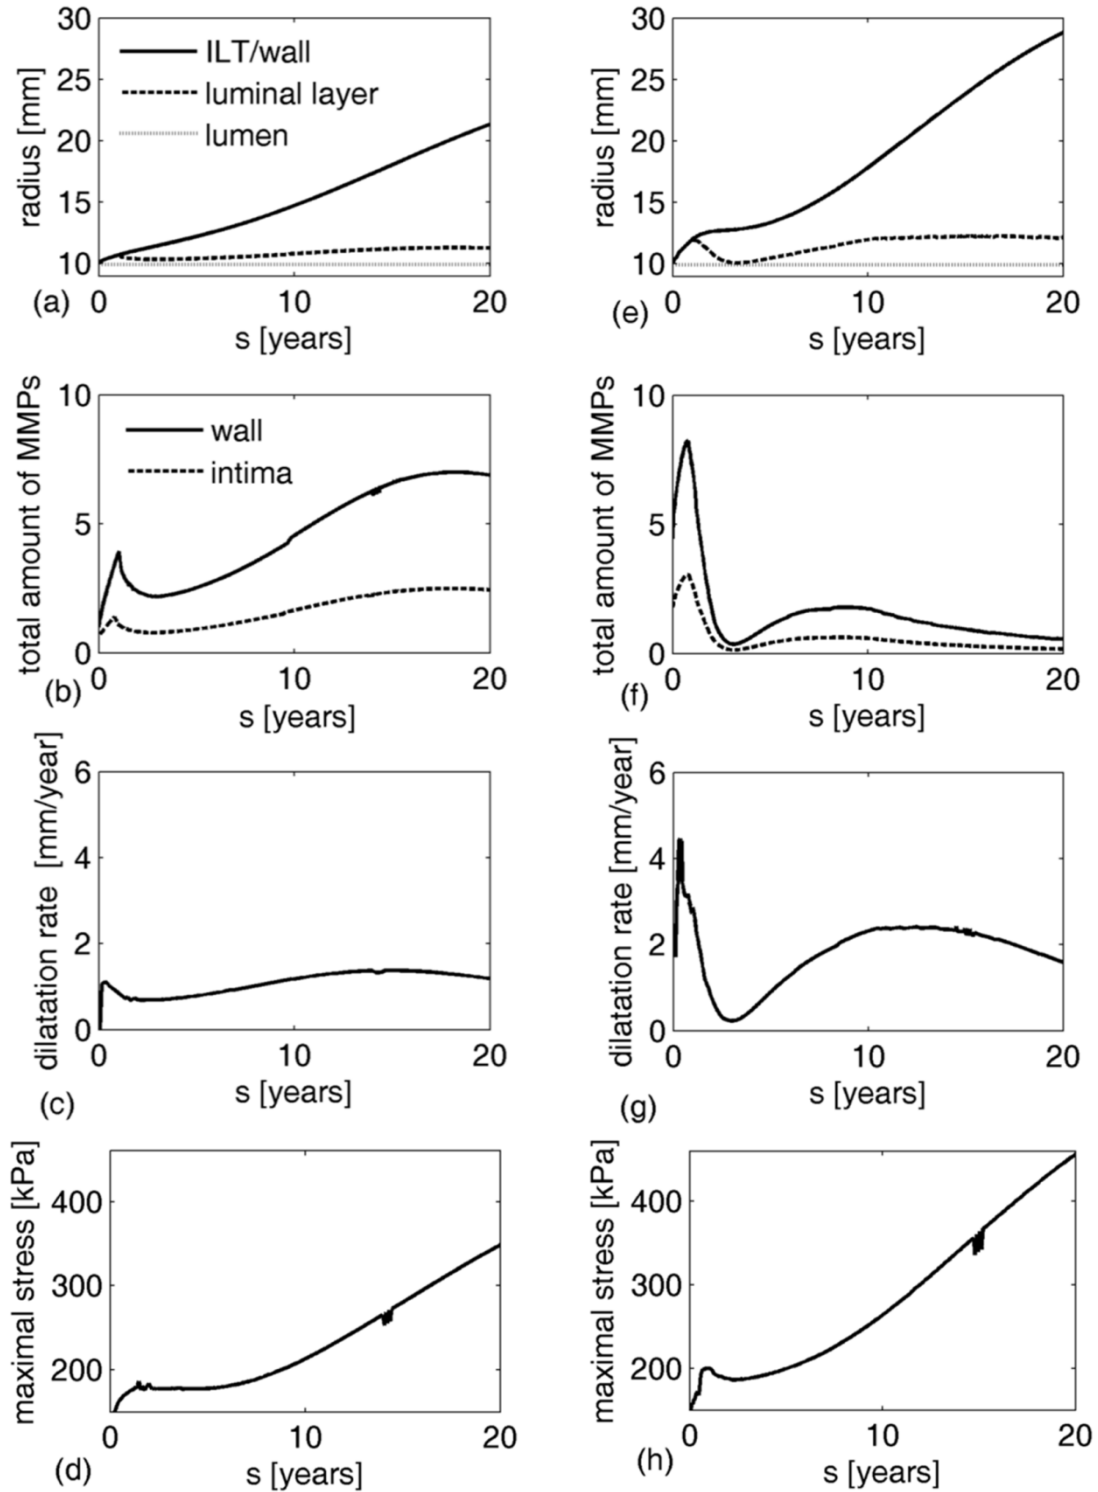 30
25
20
15
10
radius [mm]
ILT/wall
luminal layer
lumen
0 10 20
(a)
s [years]
30
25
20
15
10
radius [mm]
0 10 20
(e)
s [years]
10
5
0
total amount of MMPs
wall
intima
0 10 20
(b)
s [years]
10
5
0
total amount of MMPs
0 10 20
(f)
s [years]
6
4
2
0
dilatation rate [mm/year]
0 10 20
(c)
s [years]
6
4
2
0
dilatation rate [mm/year]
0 10 20
(g)
s [years]
400
300
200
maximal stress [kPa]
0 10 20
(d)
s [years]
400
300
200
maximal stress [kPa]
0 10 20
(h)
s [years]